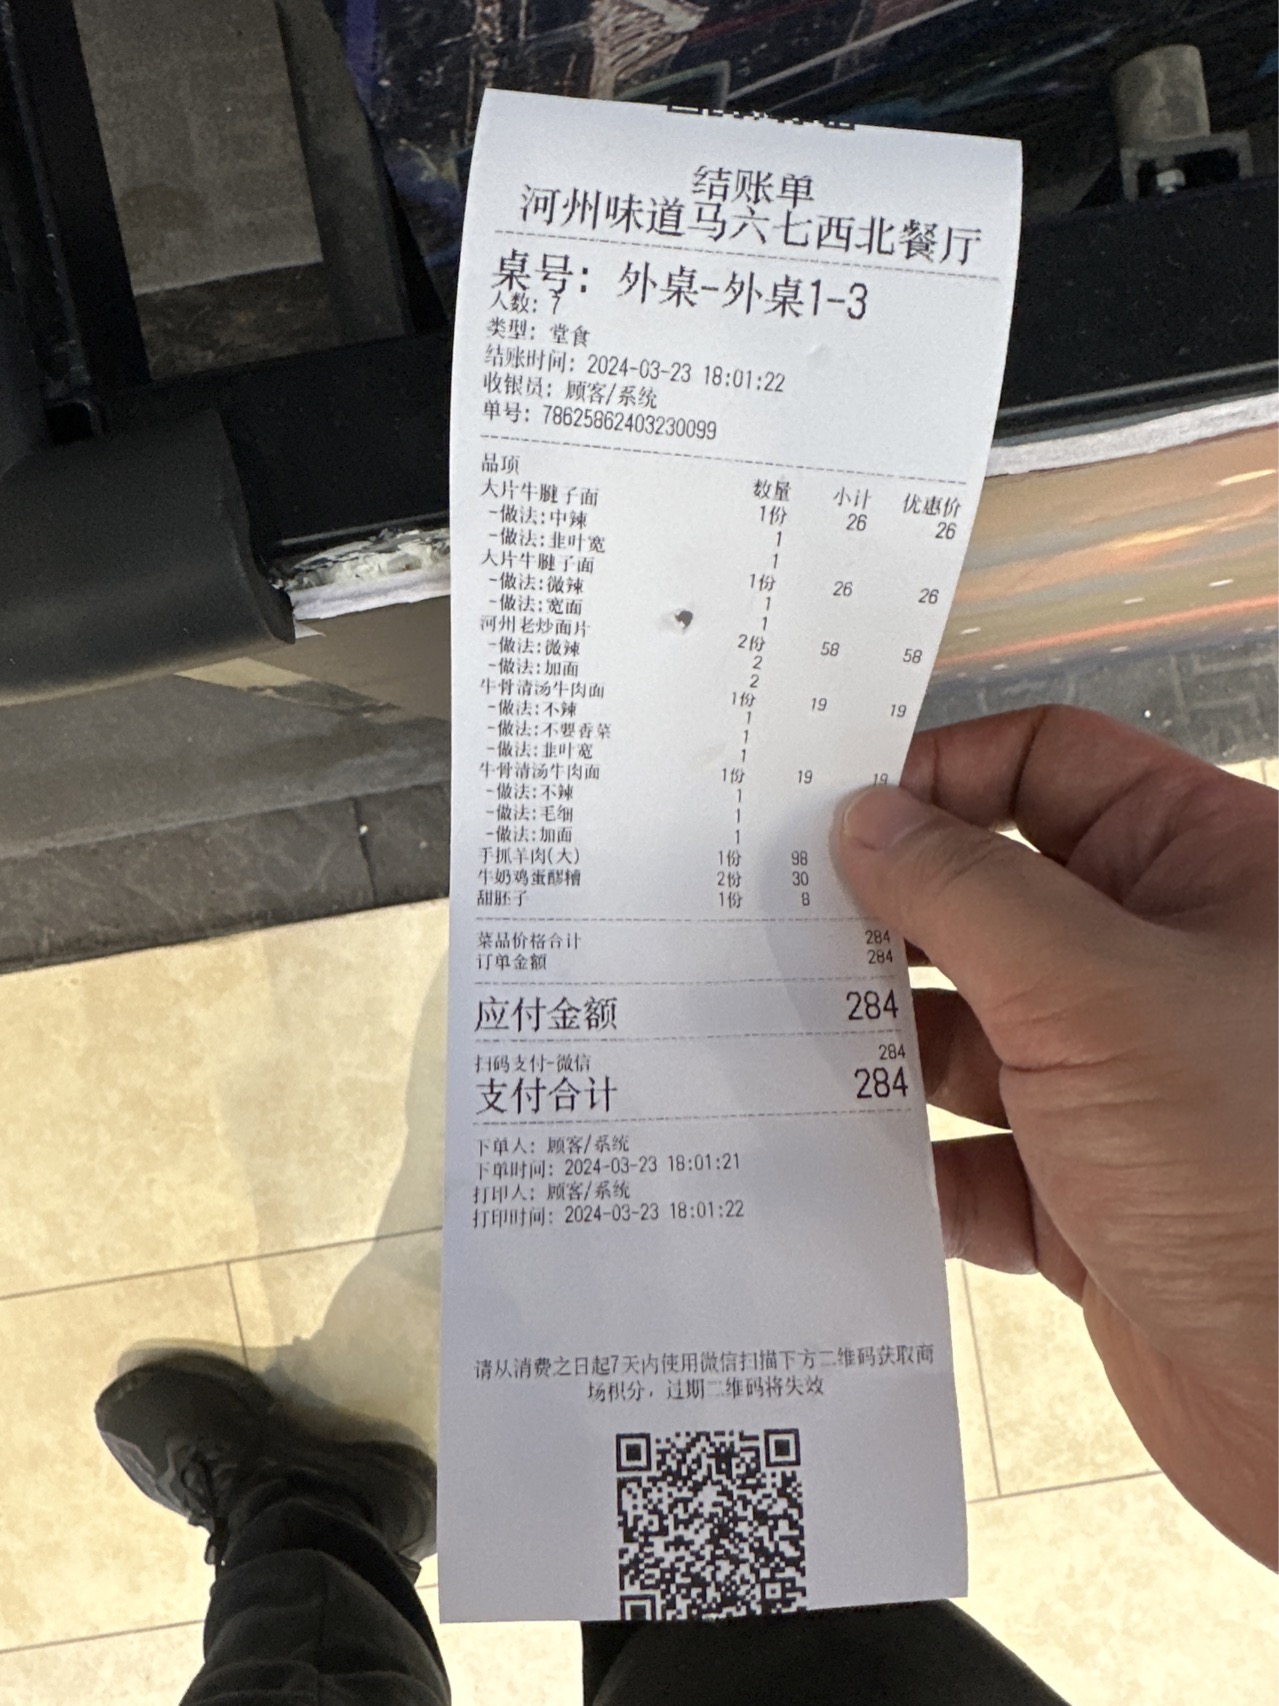 结账单
河州味道马六七西北餐厅
桌号: 外桌-外桌1-3
人数: 7
类型: 堂食
结账时间: 2024-03-23 18:01:22
收银员: 顾客/系统
单号: 78625862403230099
品项 数量 小计 优惠价
大片牛腱子面 1份 26 26
-做法:中辣 1
-做法:韭叶宽 1
大片牛腱子面 1份 26 26
-做法:微辣 1
-做法:宽面 1
河州老炒面片 2份 58 58
-做法:微辣 2
-做法:加面 2
牛骨清汤牛肉面 1份 19 19
-做法:不辣 1
-做法:不要香菜 1
-做法:韭叶宽 1
牛骨清汤牛肉面 1份 19 19
-做法:不辣 1
-做法:毛细 1
-做法:加面 1
手抓羊肉(大) 1份 98
牛奶鸡蛋醪糟 2份 30
甜胚子 1份 8
菜品价格合计 284
订单金额 284
应付金额 284
扫码支付-微信 284
支付合计 284
下单人: 顾客/系统
下单时间: 2024-03-23 18:01:21
打印人: 顾客/系统
打印时间: 2024-03-23 18:01:22
请从消费之日起7天内使用微信扫描下方二维码获取商
场积分，过期二维码将失效